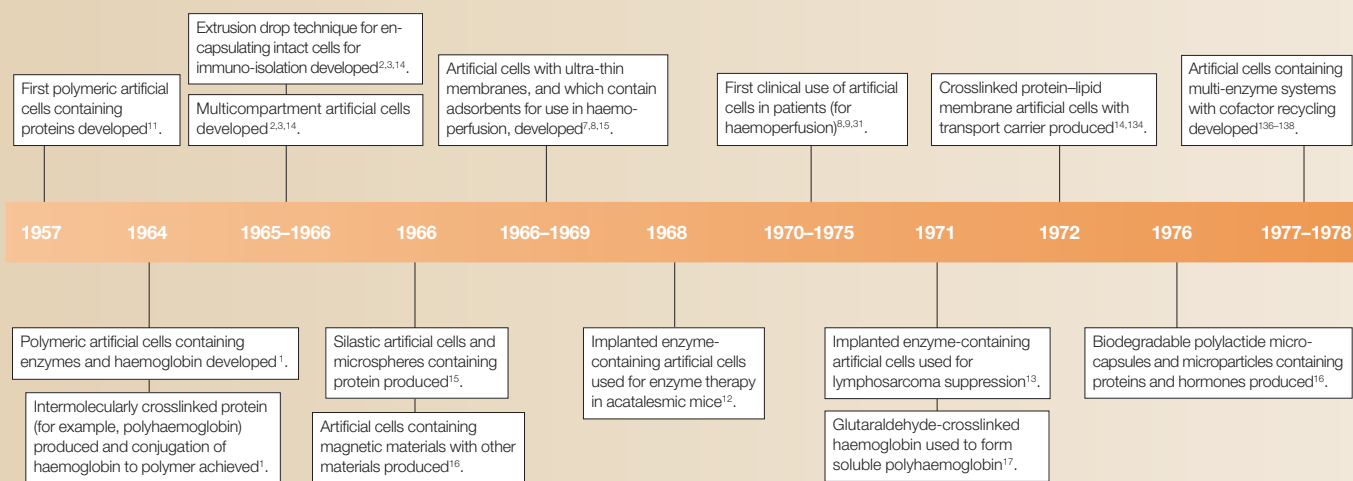 Extrusion drop technique for en-
capsulating intact cells for
immuno-isolation developed2,3,14.
First polymeric artificial
cells containing
proteins developed11.
Multicompartment artificial cells
developed2,3,14.
Artificial cells with ultra-thin
membranes, and which contain
adsorbents for use in haemo-
perfusion, developed7,8,15.
First clinical use of artificial
cells in patients (for
haemoperfusion)8,9,31.
Crosslinked protein–lipid
membrane artificial cells with
transport carrier produced14,134.
Artificial cells containing
multi-enzyme systems
with cofactor recycling
developed136–138.
1957 1964 1965–1966 1966 1966–1969 1968 1970–1975 1971 1972 1976 1977–1978
Polymeric artificial cells containing
enzymes and haemoglobin developed1.
Intermolecularly crosslinked protein
(for example, polyhaemoglobin)
produced and conjugation of
haemoglobin to polymer achieved1.
Silastic artificial cells and
microspheres containing
protein produced15.
Artificial cells containing
magnetic materials with other
materials produced16.
Implanted enzyme-
containing artificial cells
used for enzyme therapy
in acatalesmic mice12.
Implanted enzyme-containing
artificial cells used for
lymphosarcoma suppression13.
Glutaraldehyde-crosslinked
haemoglobin used to form
soluble polyhaemoglobin17.
Biodegradable polylactide micro-
capsules and microparticles containing
proteins and hormones produced16.